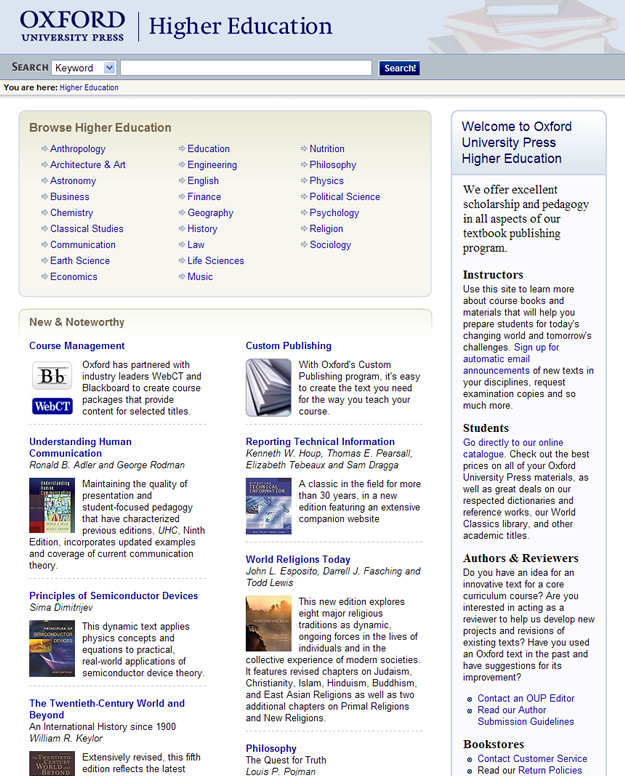 OXFORD
UNIVERSITY PRESS
Higher Education
SEARCH Keyword Search!
You are here: Higher Education
Browse Higher Education
Anthropology
Architecture & Art
Astronomy
Business
Chemistry
Classical Studies
Communication
Earth Science
Economics
Education
Engineering
English
Finance
Geography
History
Law
Life Sciences
Music
Nutrition
Philosophy
Physics
Political Science
Psychology
Religion
Sociology
New & Noteworthy
Course Management
Bb
WebCT
Oxford has partnered with
industry leaders WebCT and
Blackboard to create course
packages that provide
content for selected titles.
Understanding Human
Communication
Ronald B. Adler and George Rodman
Maintaining the quality of
presentation and
student-focused pedagogy
that have characterized
previous editions, UHC, Ninth
Edition, incorporates updated examples
and coverage of current communication
theory.
Principles of Semiconductor Devices
Sima Dimitrijev
PRINCIPLES OF
SEMICONDUCTOR
DEVICES
This dynamic text applies
physics concepts and
equations to practical,
real-world applications of
semiconductor device theory.
The Twentieth-Century World and
Beyond
An International History since 1900
William R. Keylor
THE TWENTIETH-
CENTURY WORLD
AND BEYOND
Extensively revised, this fifth
edition reflects the latest
Custom Publishing
With Oxford's Custom
Publishing program, it's easy
to create the text you need
for the way you teach your
course.
Reporting Technical Information
Kenneth W. Houp, Thomas E. Pearsall,
Elizabeth Tebeaux and Sam Dragga
REPORTING
TECHNICAL
INFORMATION
A classic in the field for more
than 30 years, in a new
edition featuring an extensive
companion website
World Religions Today
John L. Esposito, Darrell J. Fasching and
Todd Lewis
This new edition explores
eight major religious
traditions as dynamic,
ongoing forces in the lives of
individuals and in the
collective experience of modern societies.
It features revised chapters on Judaism,
Christianity, Islam, Hinduism, Buddhism,
and East Asian Religions as well as two
additional chapters on Primal Religions
and New Religions.
Philosophy
The Quest for Truth
Louis P. Pojman
Welcome to Oxford
University Press
Higher Education
We offer excellent
scholarship and pedagogy
in all aspects of our
textbook publishing
program.
Instructors
Use this site to learn more
about course books and
materials that will help you
prepare students for today's
changing world and tomorrow's
challenges. Sign up for
automatic email
announcements of new texts in
your disciplines, request
examination copies and so
much more.
Students
Go directly to our online
catalogue. Check out the best
prices on all of your Oxford
University Press materials, as
well as great deals on our
respected dictionaries and
reference works, our World
Classics library, and other
academic titles.
Authors & Reviewers
Do you have an idea for an
innovative text for a core
curriculum course? Are you
interested in acting as a
reviewer to help us develop new
projects and revisions of
existing texts? Have you used
an Oxford text in the past and
have suggestions for its
improvement?
Contact an OUP Editor
Read our Author
Submission Guidelines
Bookstores
Contact Customer Service
Read our Return Policies